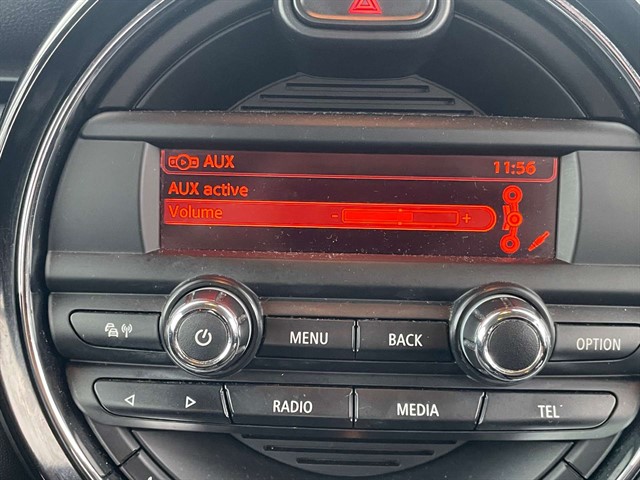 AUX 11:56
AUX active
Volume - +
MENU BACK OPTION
RADIO MEDIA TEL